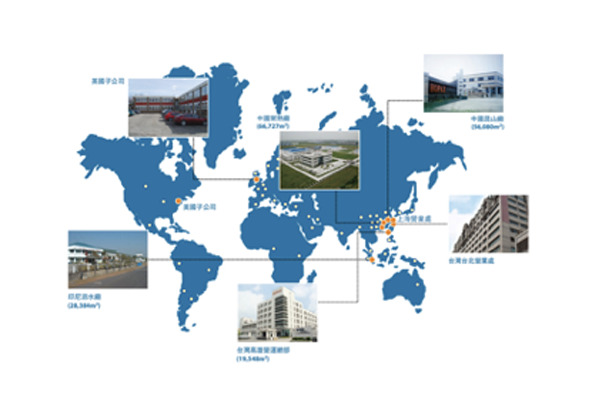 英國子公司
中國常熟廠
(66,727m²)
中國昆山廠
(56,080m²)
美國子公司
上海營業處
台灣台北營業處
印尼泗水廠
(28,384m²)
台灣高雄營運總部
(19,548m²)